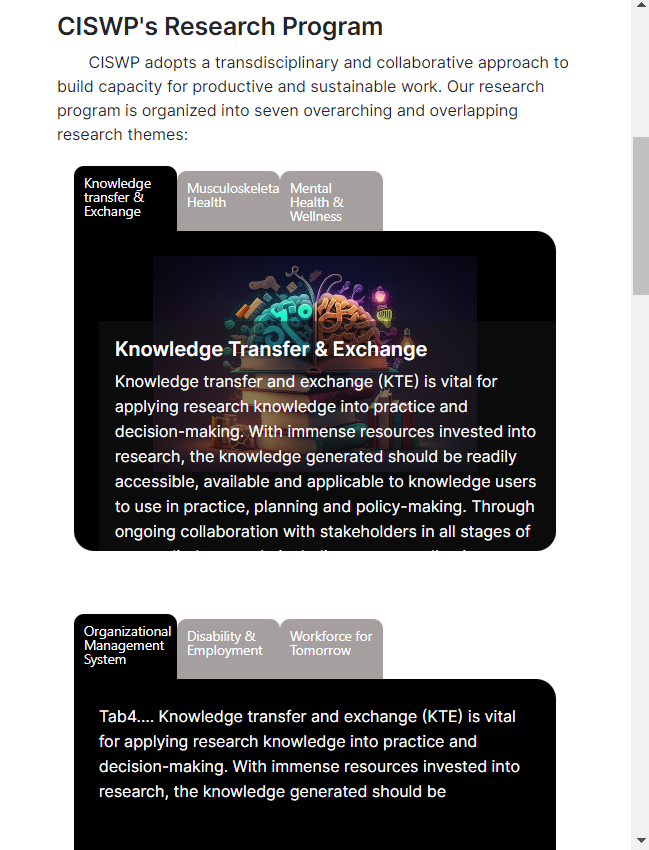 CISWP's Research Program
CISWP adopts a transdisciplinary and collaborative approach to
build capacity for productive and sustainable work. Our research
program is organized into seven overarching and overlapping
research themes:
Knowledge
transfer &
Exchange
Musculoskeleta
Health
Mental
Health &
Wellness
Knowledge Transfer & Exchange
Knowledge transfer and exchange (KTE) is vital for
applying research knowledge into practice and
decision-making. With immense resources invested into
research, the knowledge generated should be readily
accessible, available and applicable to knowledge users
to use in practice, planning and policy-making. Through
ongoing collaboration with stakeholders in all stages of
Organizational
Management
System
Disability &
Employment
Workforce for
Tomorrow
Tab4.... Knowledge transfer and exchange (KTE) is vital
for applying research knowledge into practice and
decision-making. With immense resources invested into
research, the knowledge generated should be